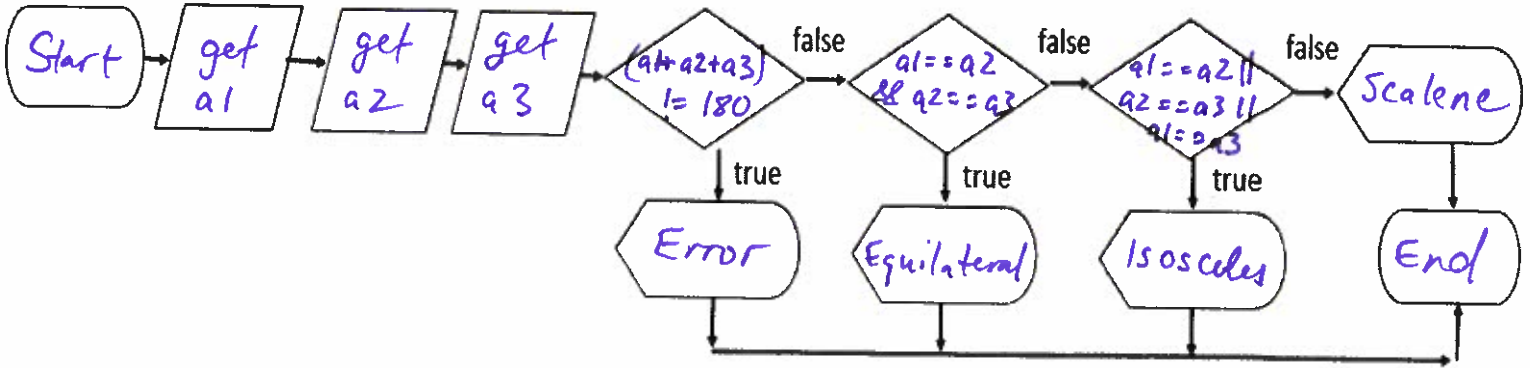 Start
get
a1
get
a2
get
a3
(a1+a2+a3)
!= 180
false
a1==a2
&& a2==a3
false
a1==a2||
a2==a3||
a1==a3
false
Scalene
true
true
true
Error
Equilateral
Isosceles
End